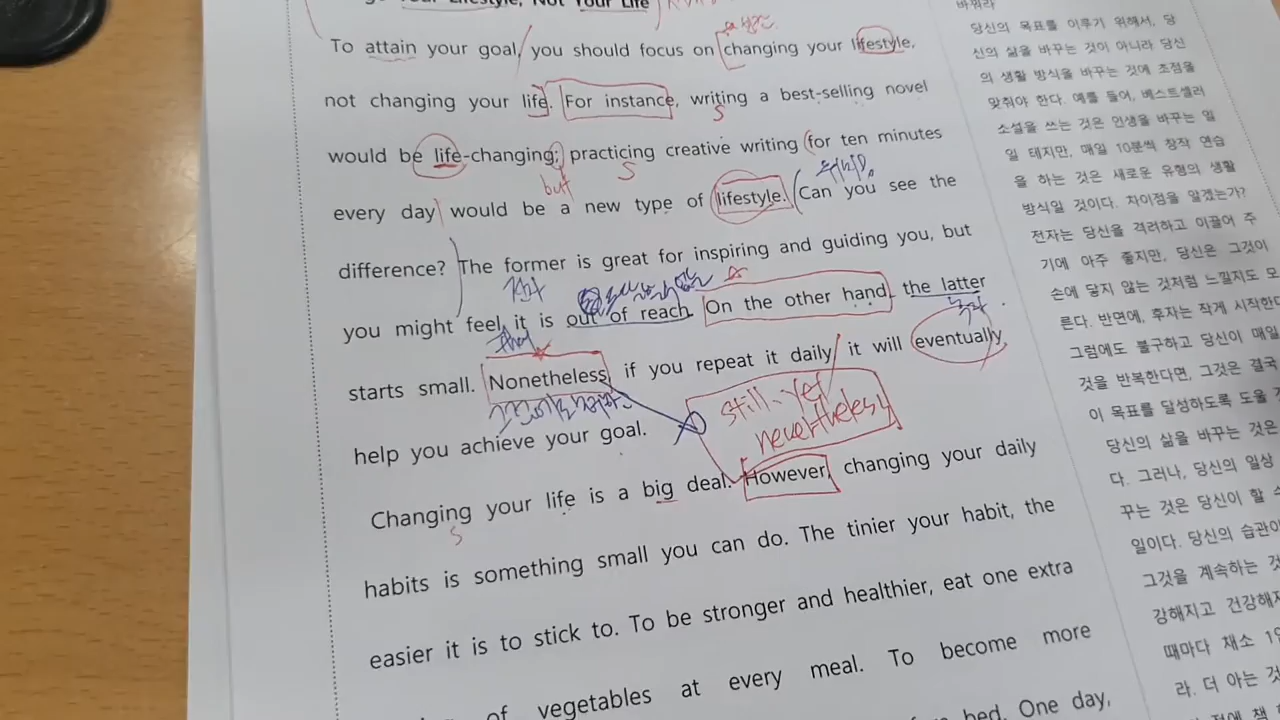 Your Lifestyle, Not Your Life
To attain your goal, you should focus on changing your lifestyle,
not changing your life. For instance, writing a best-selling novel
would be life-changing; practicing creative writing for ten minutes
but
every day would be a new type of lifestyle. Can you see the
difference? The former is great for inspiring and guiding you, but
you might feel it is out of reach. On the other hand, the latter
that
starts small. Nonetheless, if you repeat it daily, it will eventually
still, yet
nevertheless
help you achieve your goal.
Changing your life is a big deal. However, changing your daily
S
habits is something small you can do. The tinier your habit, the
easier it is to stick to. To be stronger and healthier, eat one extra
of vegetables at every meal. To become more
bed. One day,
바꿔라
당신의 목표를 이루기 위해서, 당
신의 삶을 바꾸는 것이 아니라 당신
의 생활 방식을 바꾸는 것에 초점을
맞춰야 한다. 예를 들어, 베스트셀러
소설을 쓰는 것은 인생을 바꾸는 일
일 테지만, 매일 10분씩 창작 연습
을 하는 것은 새로운 유형의 생활
방식일 것이다. 차이점을 알겠는가?
전자는 당신을 격려하고 이끌어 주
기에 아주 좋지만, 당신은 그것이
손에 닿지 않는 것처럼 느낄지도 모
른다. 반면에, 후자는 작게 시작한
그럼에도 불구하고 당신이 매일
것을 반복한다면, 그것은 결국
이 목표를 달성하도록 도울
당신의 삶을 바꾸는 것은
다. 그러나, 당신의 일상
꾸는 것은 당신이 할
일이다. 당신의 습관이
그것을 계속하는
강해지고 건강해지
때마다 채소
라. 더 아는